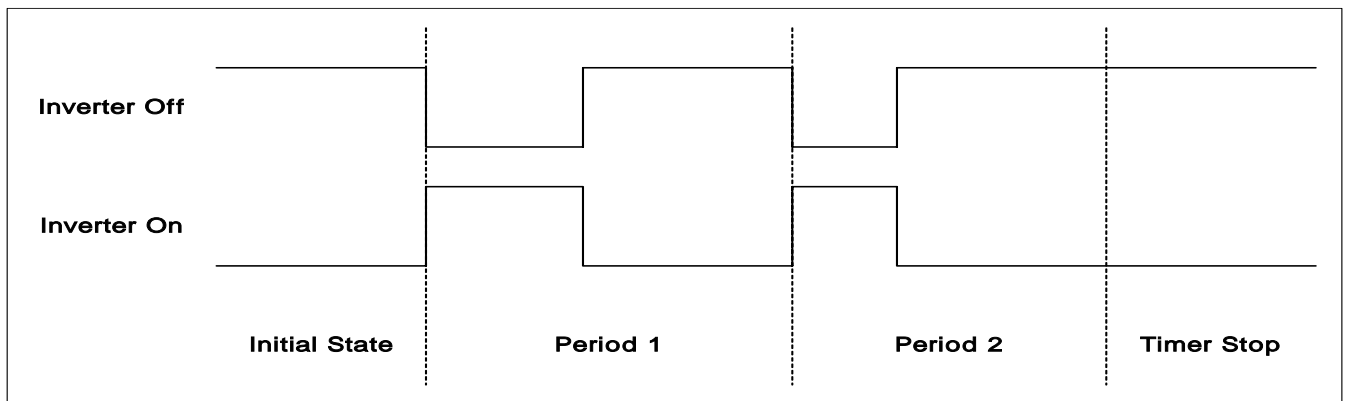 Inverter Off
Inverter On
Initial State Period 1 Period 2 Timer Stop